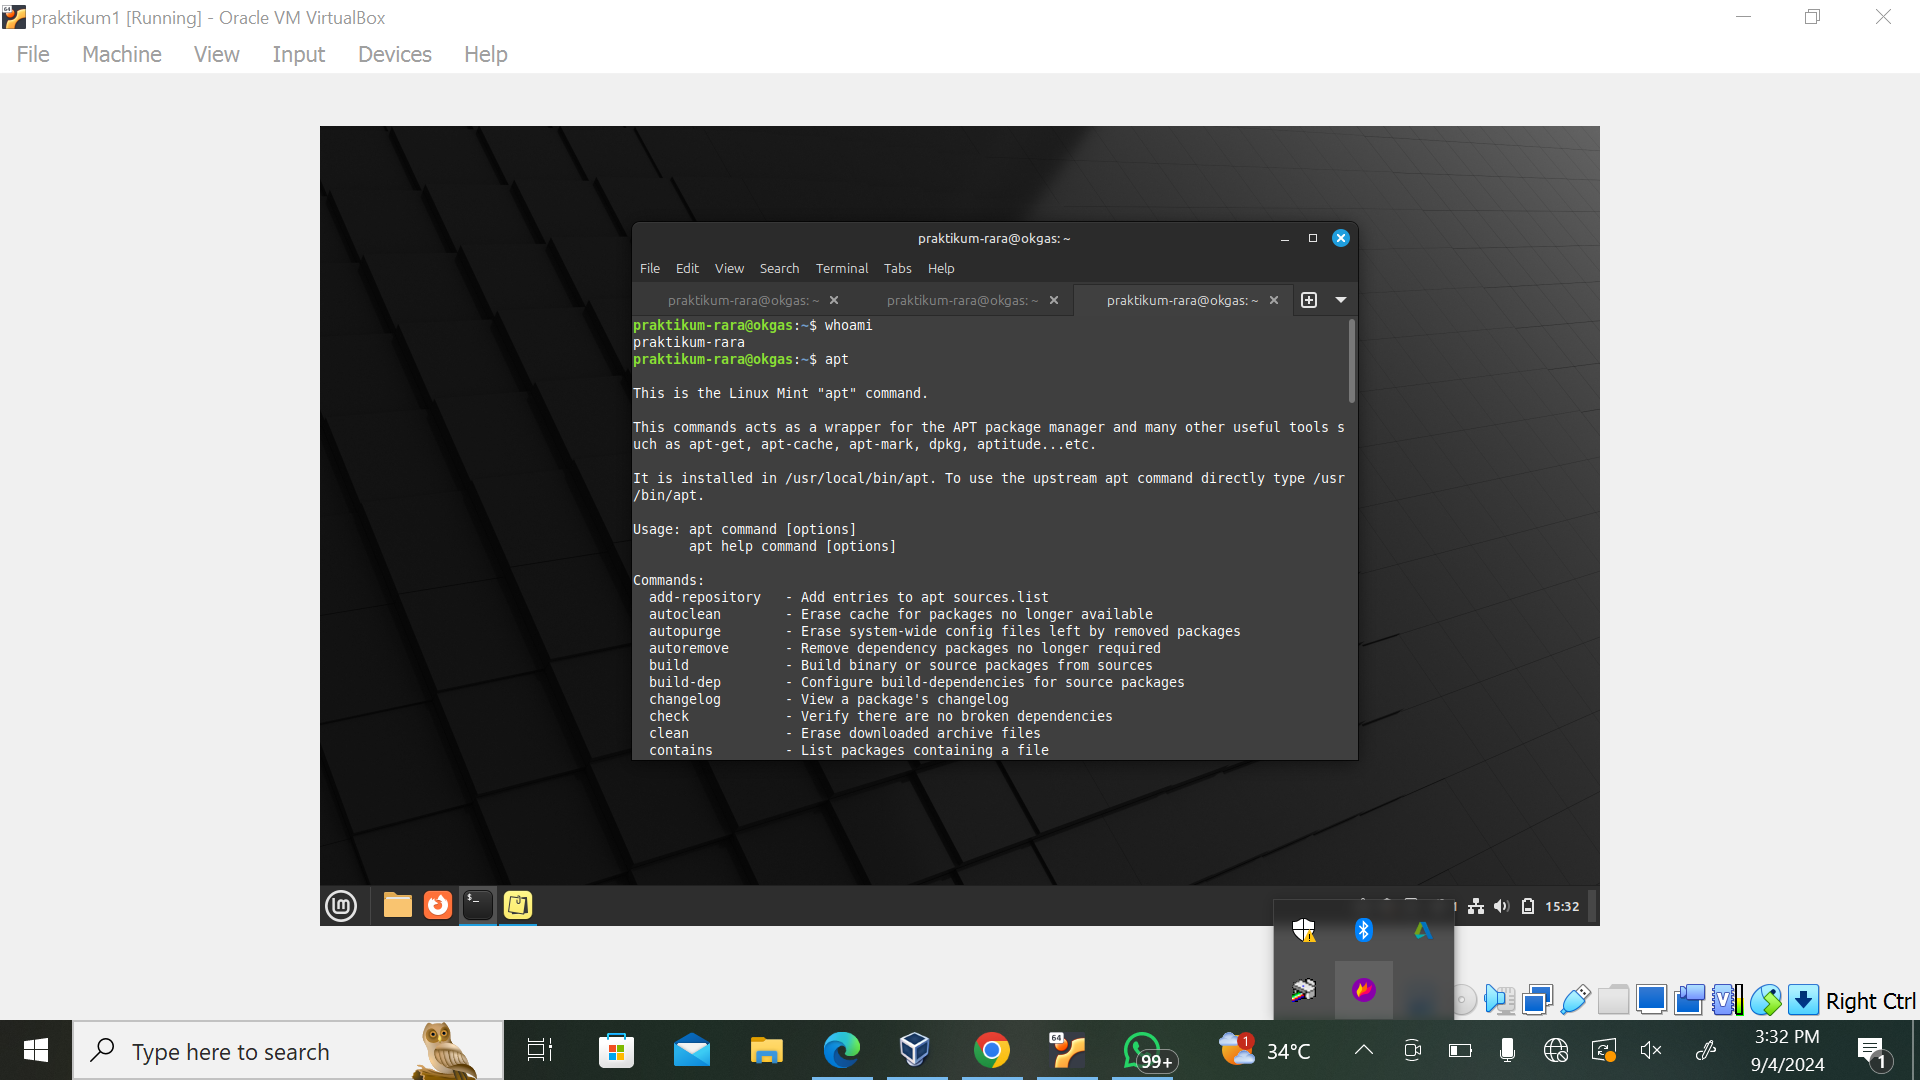 praktikum1 [Running] - Oracle VM VirtualBox
File Machine View Input Devices Help
praktikum-rara@okgas: ~
File Edit View Search Terminal Tabs Help
praktikum-rara@okgas: ~ praktikum-rara@okgas: ~ praktikum-rara@okgas: ~
praktikum-rara@okgas:~$ whoami
praktikum-rara
praktikum-rara@okgas:~$ apt
This is the Linux Mint "apt" command.
This commands acts as a wrapper for the APT package manager and many other useful tools s
uch as apt-get, apt-cache, apt-mark, dpkg, aptitude...etc.
It is installed in /usr/local/bin/apt. To use the upstream apt command directly type /usr
/bin/apt.
Usage: apt command [options]
apt help command [options]
Commands:
add-repository - Add entries to apt sources.list
autoclean - Erase cache for packages no longer available
autopurge - Erase system-wide config files left by removed packages
autoremove - Remove dependency packages no longer required
build - Build binary or source packages from sources
build-dep - Configure build-dependencies for source packages
changelog - View a package's changelog
check - Verify there are no broken dependencies
clean - Erase downloaded archive files
contains - List packages containing a file
15:32
Right Ctrl
Type here to search
64
99+
1
34°C
3:32 PM
9/4/2024
1